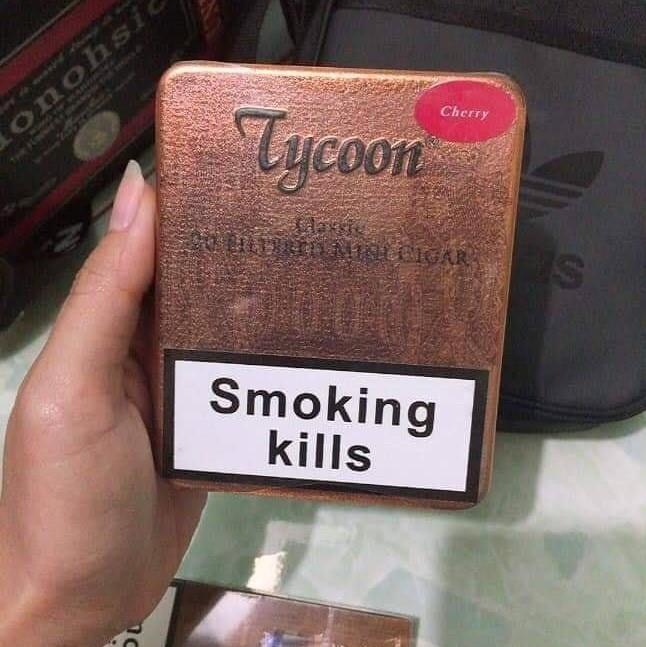 Tycoon®
Cherry
Classic
20 FILTERED MINI CIGAR
Smoking
kills